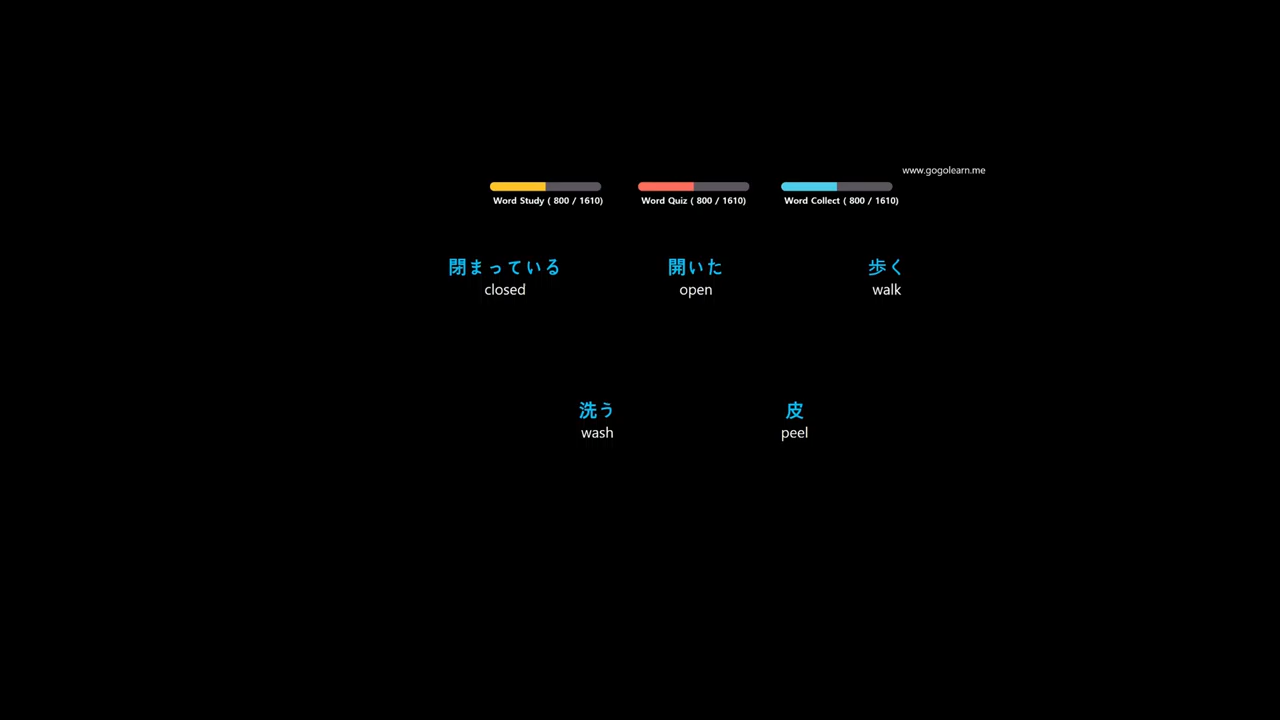 www.gogolearn.me
Word Study ( 800 / 1610)
Word Quiz ( 800 / 1610)
Word Collect ( 800 / 1610)
閉まっている
closed
開いた
open
歩く
walk
洗う
wash
皮
peel